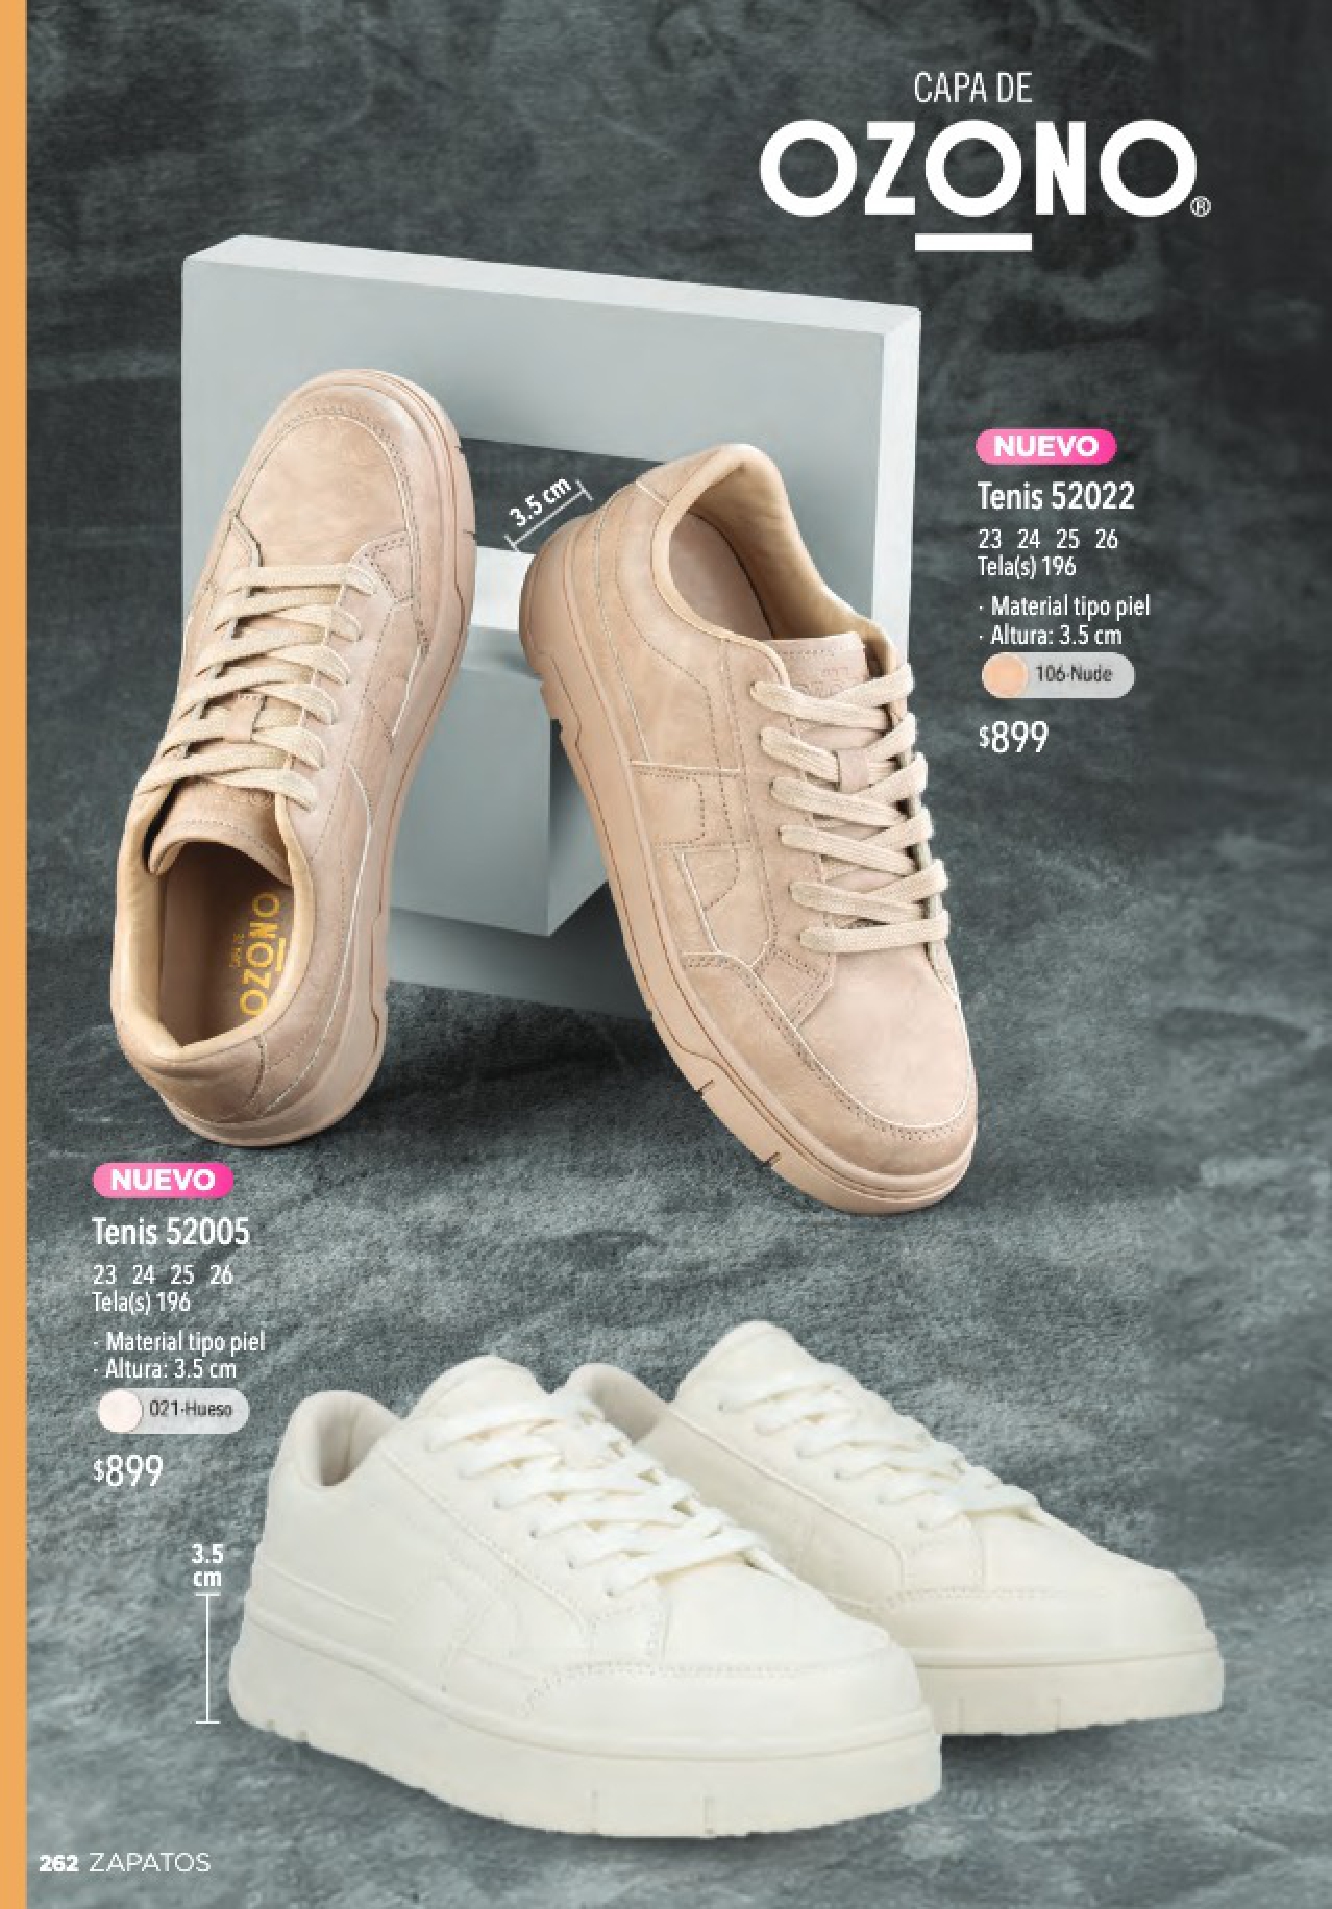 CAPA DE
OZONO®
3.5 cm
NUEVO
Tenis 52022
23 24 25 26
Tela(s) 196
· Material tipo piel
· Altura: 3.5 cm
106-Nude
$899
OZONO
NUEVO
Tenis 52005
23 24 25 26
Tela(s) 196
· Material tipo piel
· Altura: 3.5 cm
021-Hueso
$899
3.5
cm
262 ZAPATOS